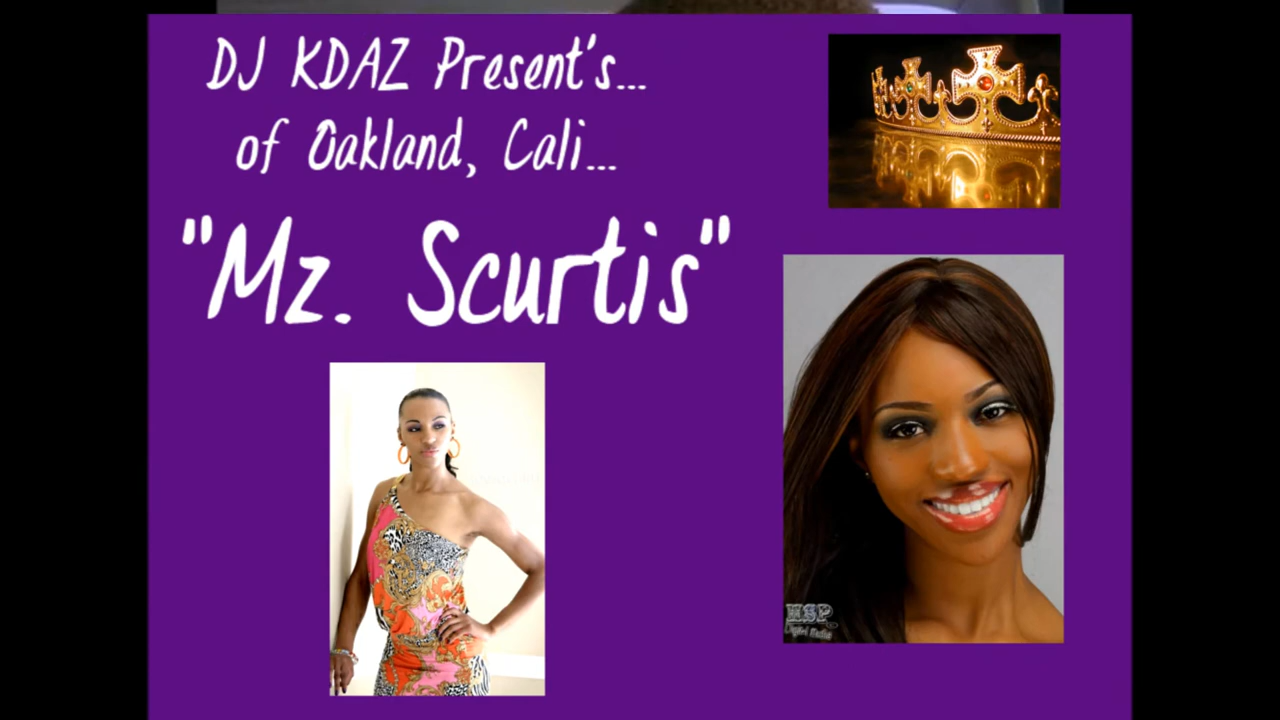 DJ KDAZ Present's...
of Oakland, Cali...
"Mz. Scurtis"